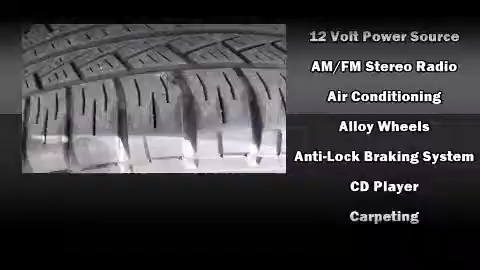 12 Volt Power Source
AM/FM Stereo Radio
Air Conditioning
Alloy Wheels
Anti-Lock Braking System
CD Player
Carpeting